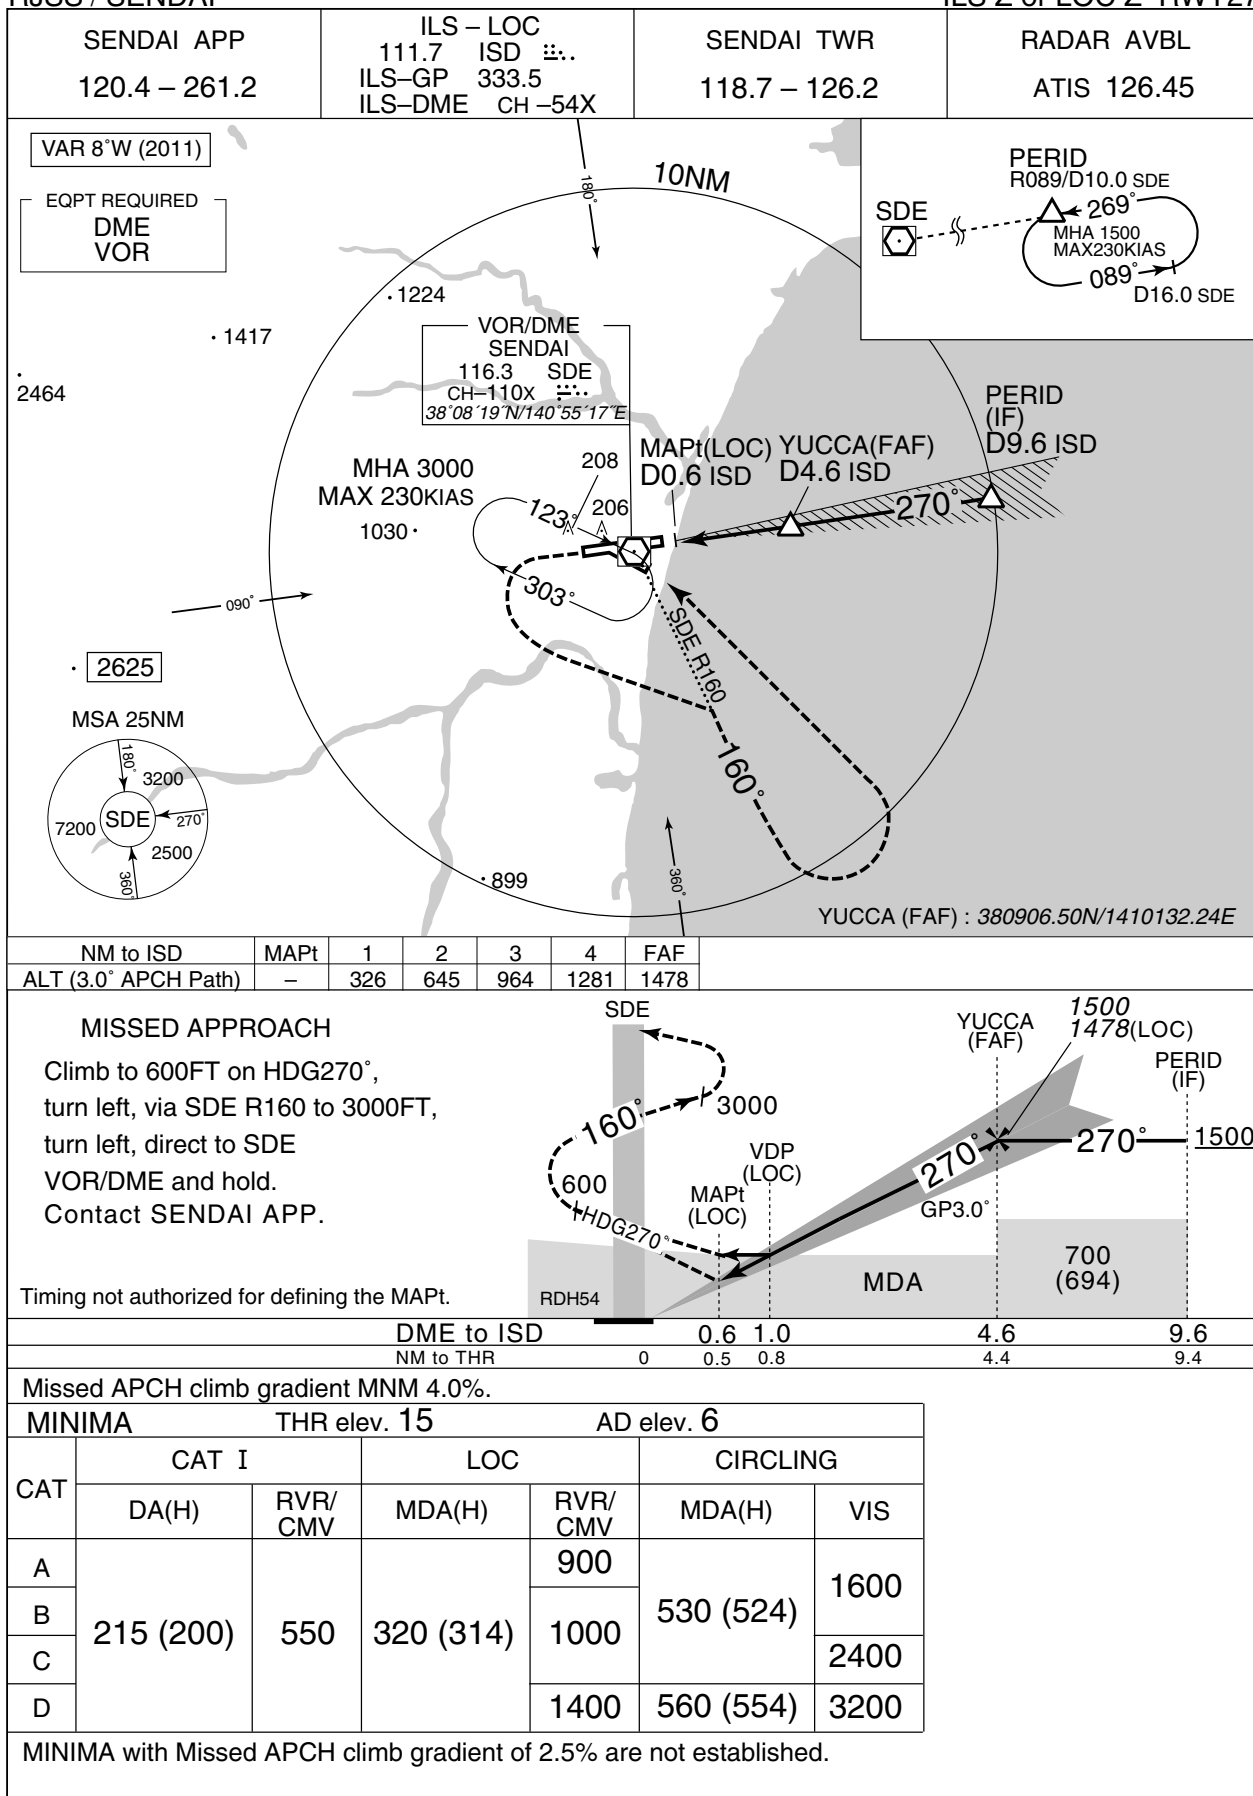 RJSS / SENDAI
ILS Z or LOC Z RWY27
SENDAI APP
120.4 – 261.2
ILS – LOC
111.7 ISD
ILS–GP 333.5
ILS–DME CH –54X
SENDAI TWR
118.7 – 126.2
RADAR AVBL
ATIS 126.45
VAR 8°W (2011)
EQPT REQUIRED
DME
VOR
180°
10NM
PERID
R089/D10.0 SDE
SDE
269°
MHA 1500
MAX230KIAS
089°
D16.0 SDE
1224
1417
2464
VOR/DME
SENDAI
116.3 SDE
CH–110X
38°08´19˝N/140°55´17˝E
PERID
(IF)
D9.6 ISD
MAPt(LOC)
D0.6 ISD
YUCCA(FAF)
D4.6 ISD
MHA 3000
MAX 230KIAS
208
206
1030
123°
270°
303°
090°
SDE R160
160°
2625
MSA 25NM
180°
3200
7200
SDE
270°
2500
360°
899
360°
YUCCA (FAF) : 380906.50N/1410132.24E
NM to ISD MAPt 1 2 3 4 FAF
ALT (3.0° APCH Path) – 326 645 964 1281 1478
MISSED APPROACH
Climb to 600FT on HDG270°,
turn left, via SDE R160 to 3000FT,
turn left, direct to SDE
VOR/DME and hold.
Contact SENDAI APP.
Timing not authorized for defining the MAPt.
SDE
160°
3000
600
HDG270°
MAPt
(LOC)
VDP
(LOC)
YUCCA
(FAF)
1500
1478(LOC)
PERID
(IF)
270°
270°
1500
GP3.0°
MDA
700
(694)
RDH54
DME to ISD 0.6 1.0 4.6 9.6
NM to THR 0 0.5 0.8 4.4 9.4
Missed APCH climb gradient MNM 4.0%.
MINIMA THR elev. 15 AD elev. 6
CAT
CAT I LOC CIRCLING
DA(H) RVR/CMV MDA(H) RVR/CMV MDA(H) VIS
A 900
B 215 (200) 550 320 (314) 1000 530 (524) 1600
C 2400
D 1400 560 (554) 3200
MINIMA with Missed APCH climb gradient of 2.5% are not established.